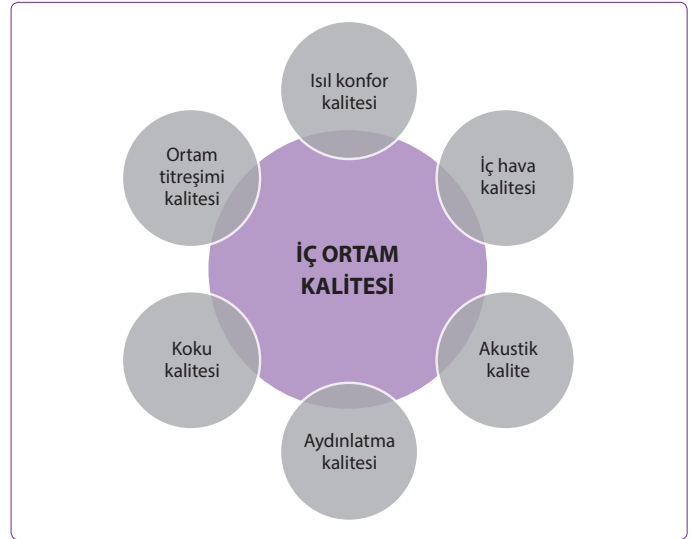 Isıl konfor
kalitesi
Ortam
titreşimi
kalitesi
İç hava
kalitesi
İÇ ORTAM
KALİTESİ
Koku
kalitesi
Akustik
kalite
Aydınlatma
kalitesi